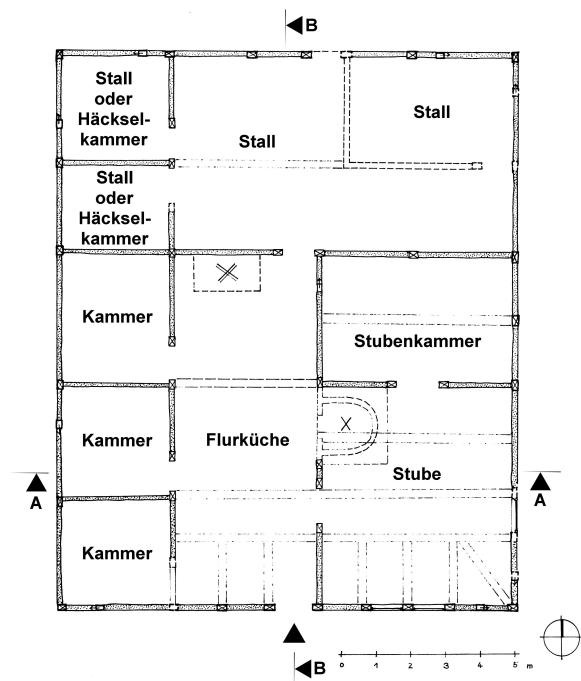 B
Stall
oder
Häcksel-
kammer
Stall
Stall
Stall
oder
Häcksel-
kammer
Kammer
Stubenkammer
Kammer
Flurküche
Stube
A
A
Kammer
0 1 2 3 4 5 m
B